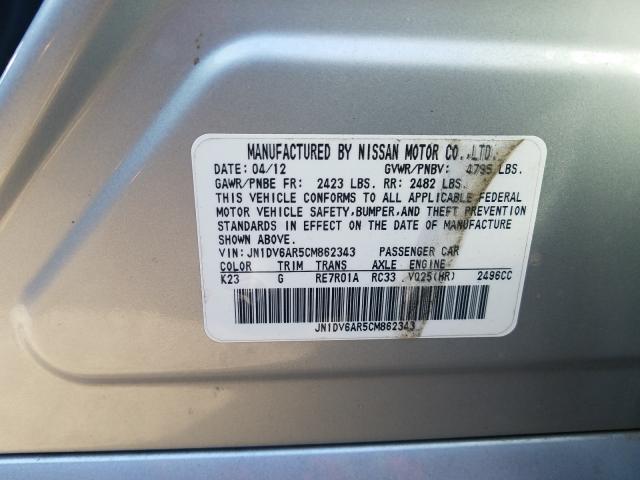 MANUFACTURED BY NISSAN MOTOR CO.,LTD.
DATE: 04/12 GVWR/PNBV: 4795 LBS.
GAWR/PNBE FR: 2423 LBS. RR: 2482 LBS.
THIS VEHICLE CONFORMS TO ALL APPLICABLE FEDERAL
MOTOR VEHICLE SAFETY,BUMPER,AND THEFT PREVENTION
STANDARDS IN EFFECT ON THE DATE OF MANUFACTURE
SHOWN ABOVE.
VIN: JN1DV6AR5CM862343 PASSENGER CAR
COLOR TRIM TRANS AXLE ENGINE
K23 G RE7R01A RC33 VQ25(HR) 2496CC
JN1DV6AR5CM862343